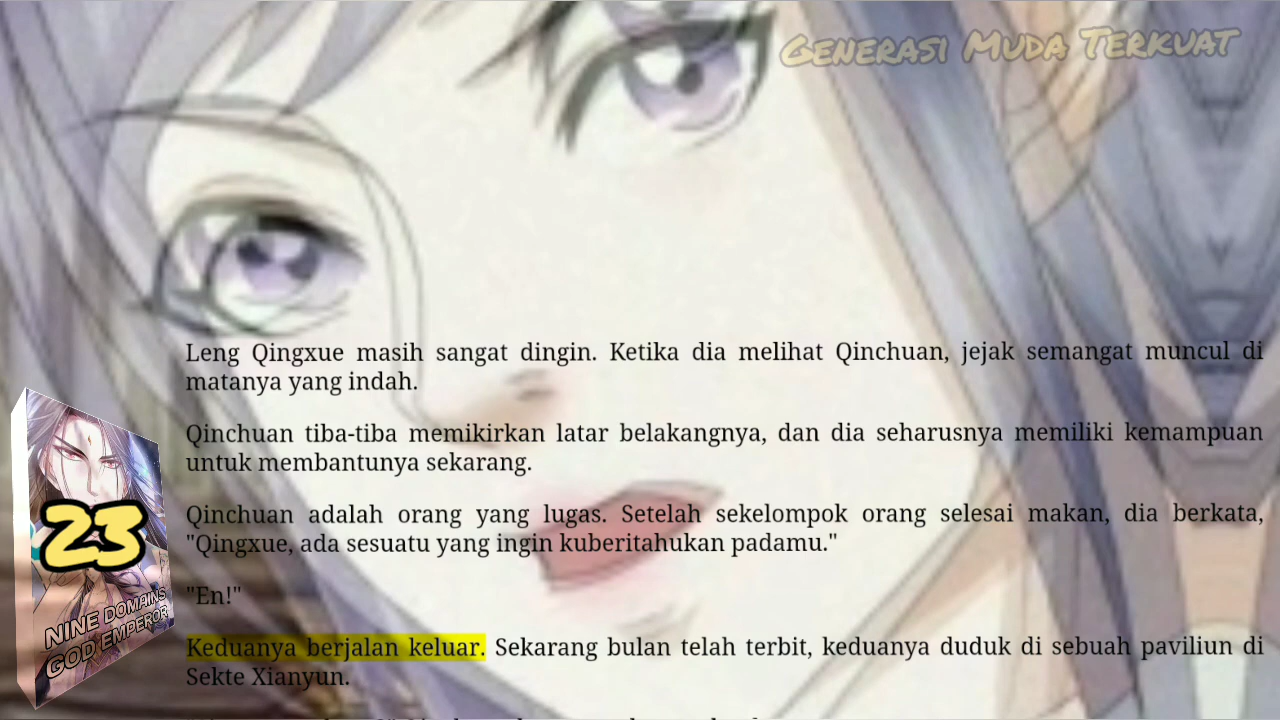 Generasi Muda Terkuat
Leng Qingxue masih sangat dingin. Ketika dia melihat Qinchuan, jejak semangat muncul di
matanya yang indah.
Qinchuan tiba-tiba memikirkan latar belakangnya, dan dia seharusnya memiliki kemampuan
untuk membantunya sekarang.
Qinchuan adalah orang yang lugas. Setelah sekelompok orang selesai makan, dia berkata,
"Qingxue, ada sesuatu yang ingin kuberitahukan padamu."
"En!"
Keduanya berjalan keluar. Sekarang bulan telah terbit, keduanya duduk di sebuah paviliun di
Sekte Xianyun.
23
NINE DOMAINS
GOD EMPEROR